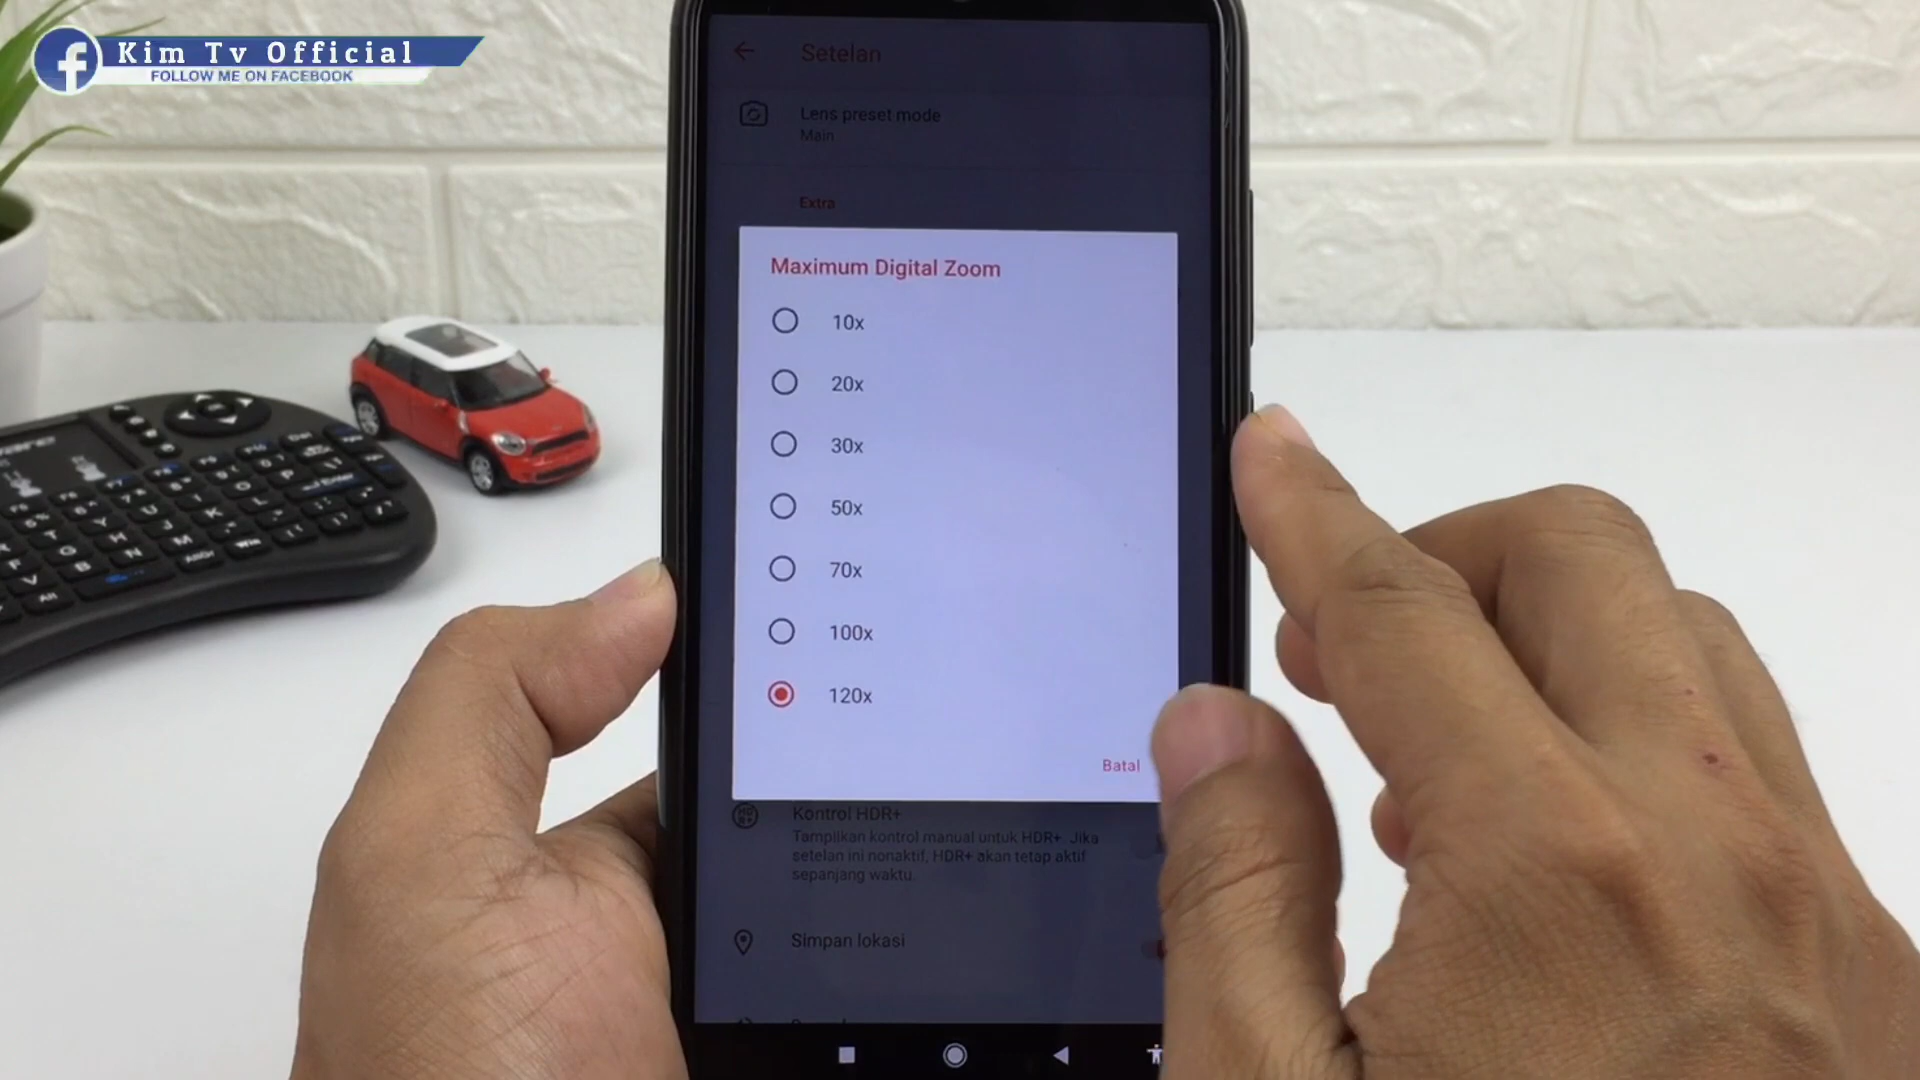 Kim Tv Official
FOLLOW ME ON FACEBOOK
Setelan
Lens preset mode
Main
Extra
Maximum Digital Zoom
10x
20x
30x
50x
70x
100x
120x
Batal
Kontrol HDR+
Tampilkan kontrol manual untuk HDR+. Jika
setelan ini nonaktif, HDR+ akan tetap aktif
sepanjang waktu.
Simpan lokasi